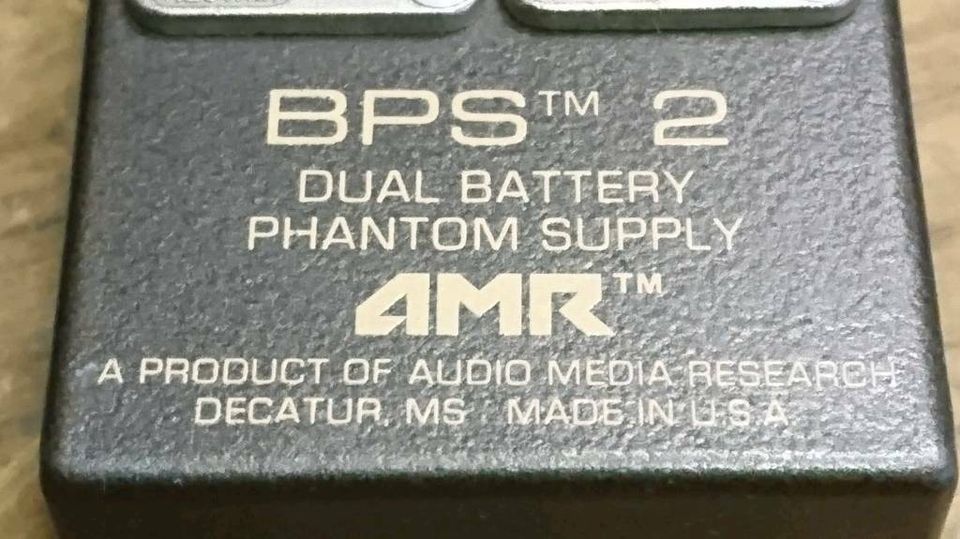 BPS™ 2
DUAL BATTERY
PHANTOM SUPPLY
AMR™
A PRODUCT OF AUDIO MEDIA RESEARCH
DECATUR, MS MADE IN U.S.A